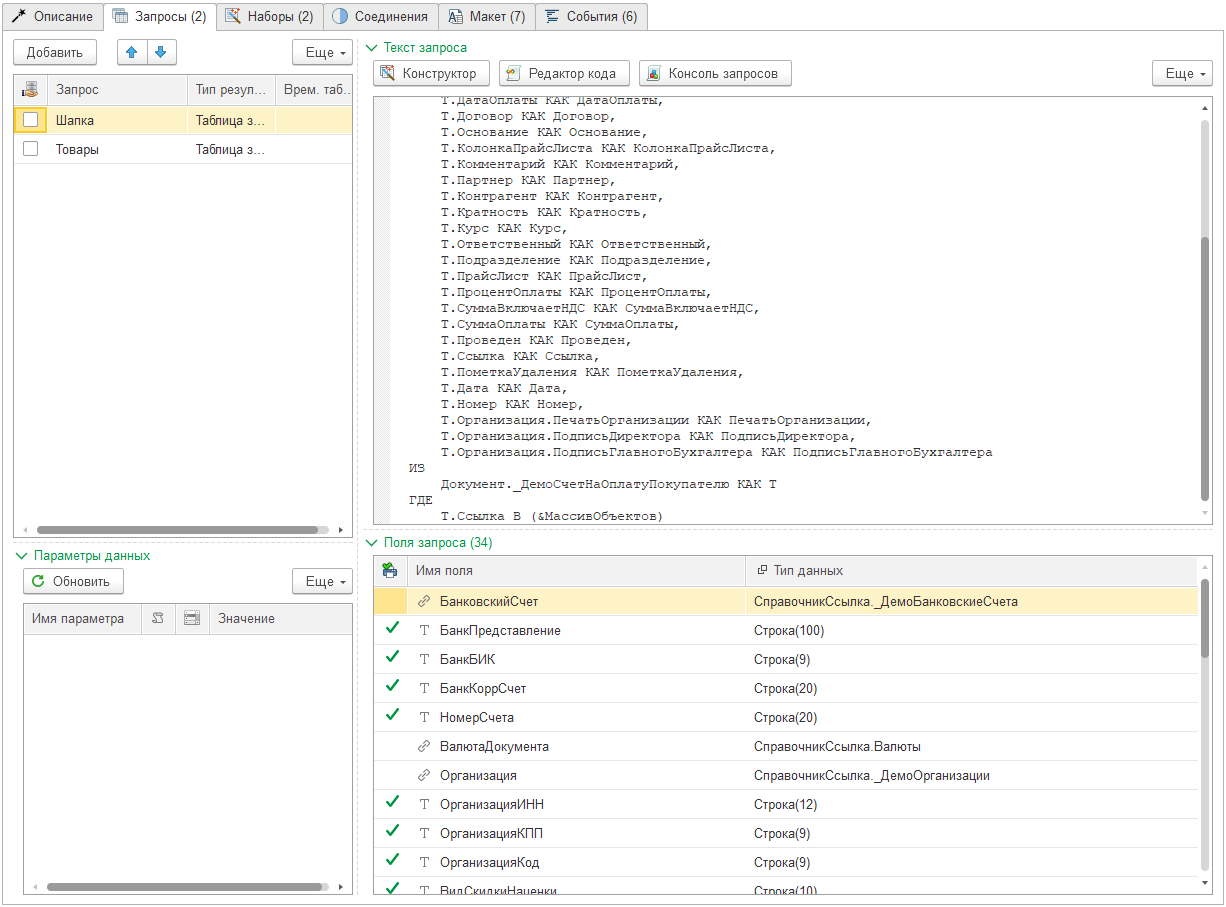 Описание
Запросы (2)
Наборы (2)
Соединения
Макет (7)
События (6)
Добавить
Еще
Запрос
Тип резул...
Врем. таб...
Шапка
Таблица з...
Товары
Таблица з...
Параметры данных
Обновить
Еще
Имя параметра
Значение
Текст запроса
Конструктор
Редактор кода
Консоль запросов
Еще
Т.ДатаОплаты КАК ДатаОплаты,
Т.Договор КАК Договор,
Т.Основание КАК Основание,
Т.КолонкаПрайсЛиста КАК КолонкаПрайсЛиста,
Т.Комментарий КАК Комментарий,
Т.Партнер КАК Партнер,
Т.Контрагент КАК Контрагент,
Т.Кратность КАК Кратность,
Т.Курс КАК Курс,
Т.Ответственный КАК Ответственный,
Т.Подразделение КАК Подразделение,
Т.ПрайсЛист КАК ПрайсЛист,
Т.ПроцентОплаты КАК ПроцентОплаты,
Т.СуммаВключаетНДС КАК СуммаВключаетНДС,
Т.СуммаОплаты КАК СуммаОплаты,
Т.Проведен КАК Проведен,
Т.Ссылка КАК Ссылка,
Т.ПометкаУдаления КАК ПометкаУдаления,
Т.Дата КАК Дата,
Т.Номер КАК Номер,
Т.Организация.ПечатьОрганизации КАК ПечатьОрганизации,
Т.Организация.ПодписьДиректора КАК ПодписьДиректора,
Т.Организация.ПодписьГлавногоБухгалтера КАК ПодписьГлавногоБухгалтера
ИЗ
Документ._ДемоСчетНаОплатуПокупателю КАК Т
ГДЕ
Т.Ссылка В (&МассивОбъектов)
Поля запроса (34)
Имя поля
Тип данных
БанковскийСчет
СправочникСсылка._ДемоБанковскиеСчета
Т БанкПредставление
Строка(100)
Т БанкБИК
Строка(9)
Т БанкКоррСчет
Строка(20)
Т НомерСчета
Строка(20)
ВалютаДокумента
СправочникСсылка.Валюты
Организация
СправочникСсылка._ДемоОрганизации
Т ОрганизацияИНН
Строка(12)
Т ОрганизацияКПП
Строка(9)
Т ОрганизацияКод
Строка(9)
Т ВидСкидкиНаценки
Строка(10)